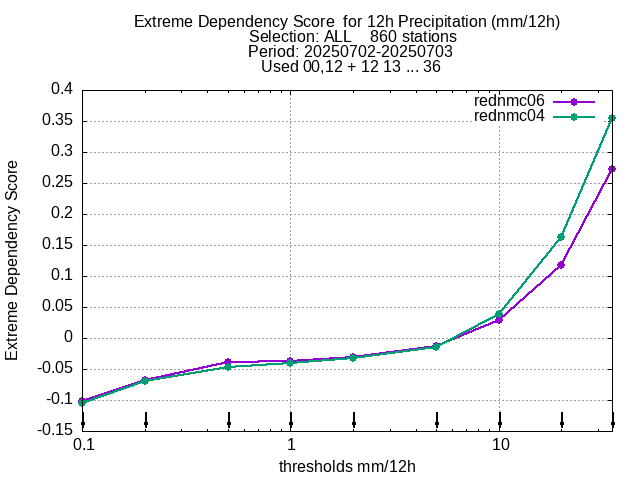 Extreme Dependency Score  for 12h Precipitation (mm/12h)
Selection: ALL    860 stations
Period: 20250702-20250703
Used 00,12 + 12 13 ... 36
rednmc06
rednmc04
Extreme Dependency Score
0.4
0.35
0.3
0.25
0.2
0.15
0.1
0.05
0
-0.05
-0.1
-0.15
0.1 1 10
thresholds mm/12h